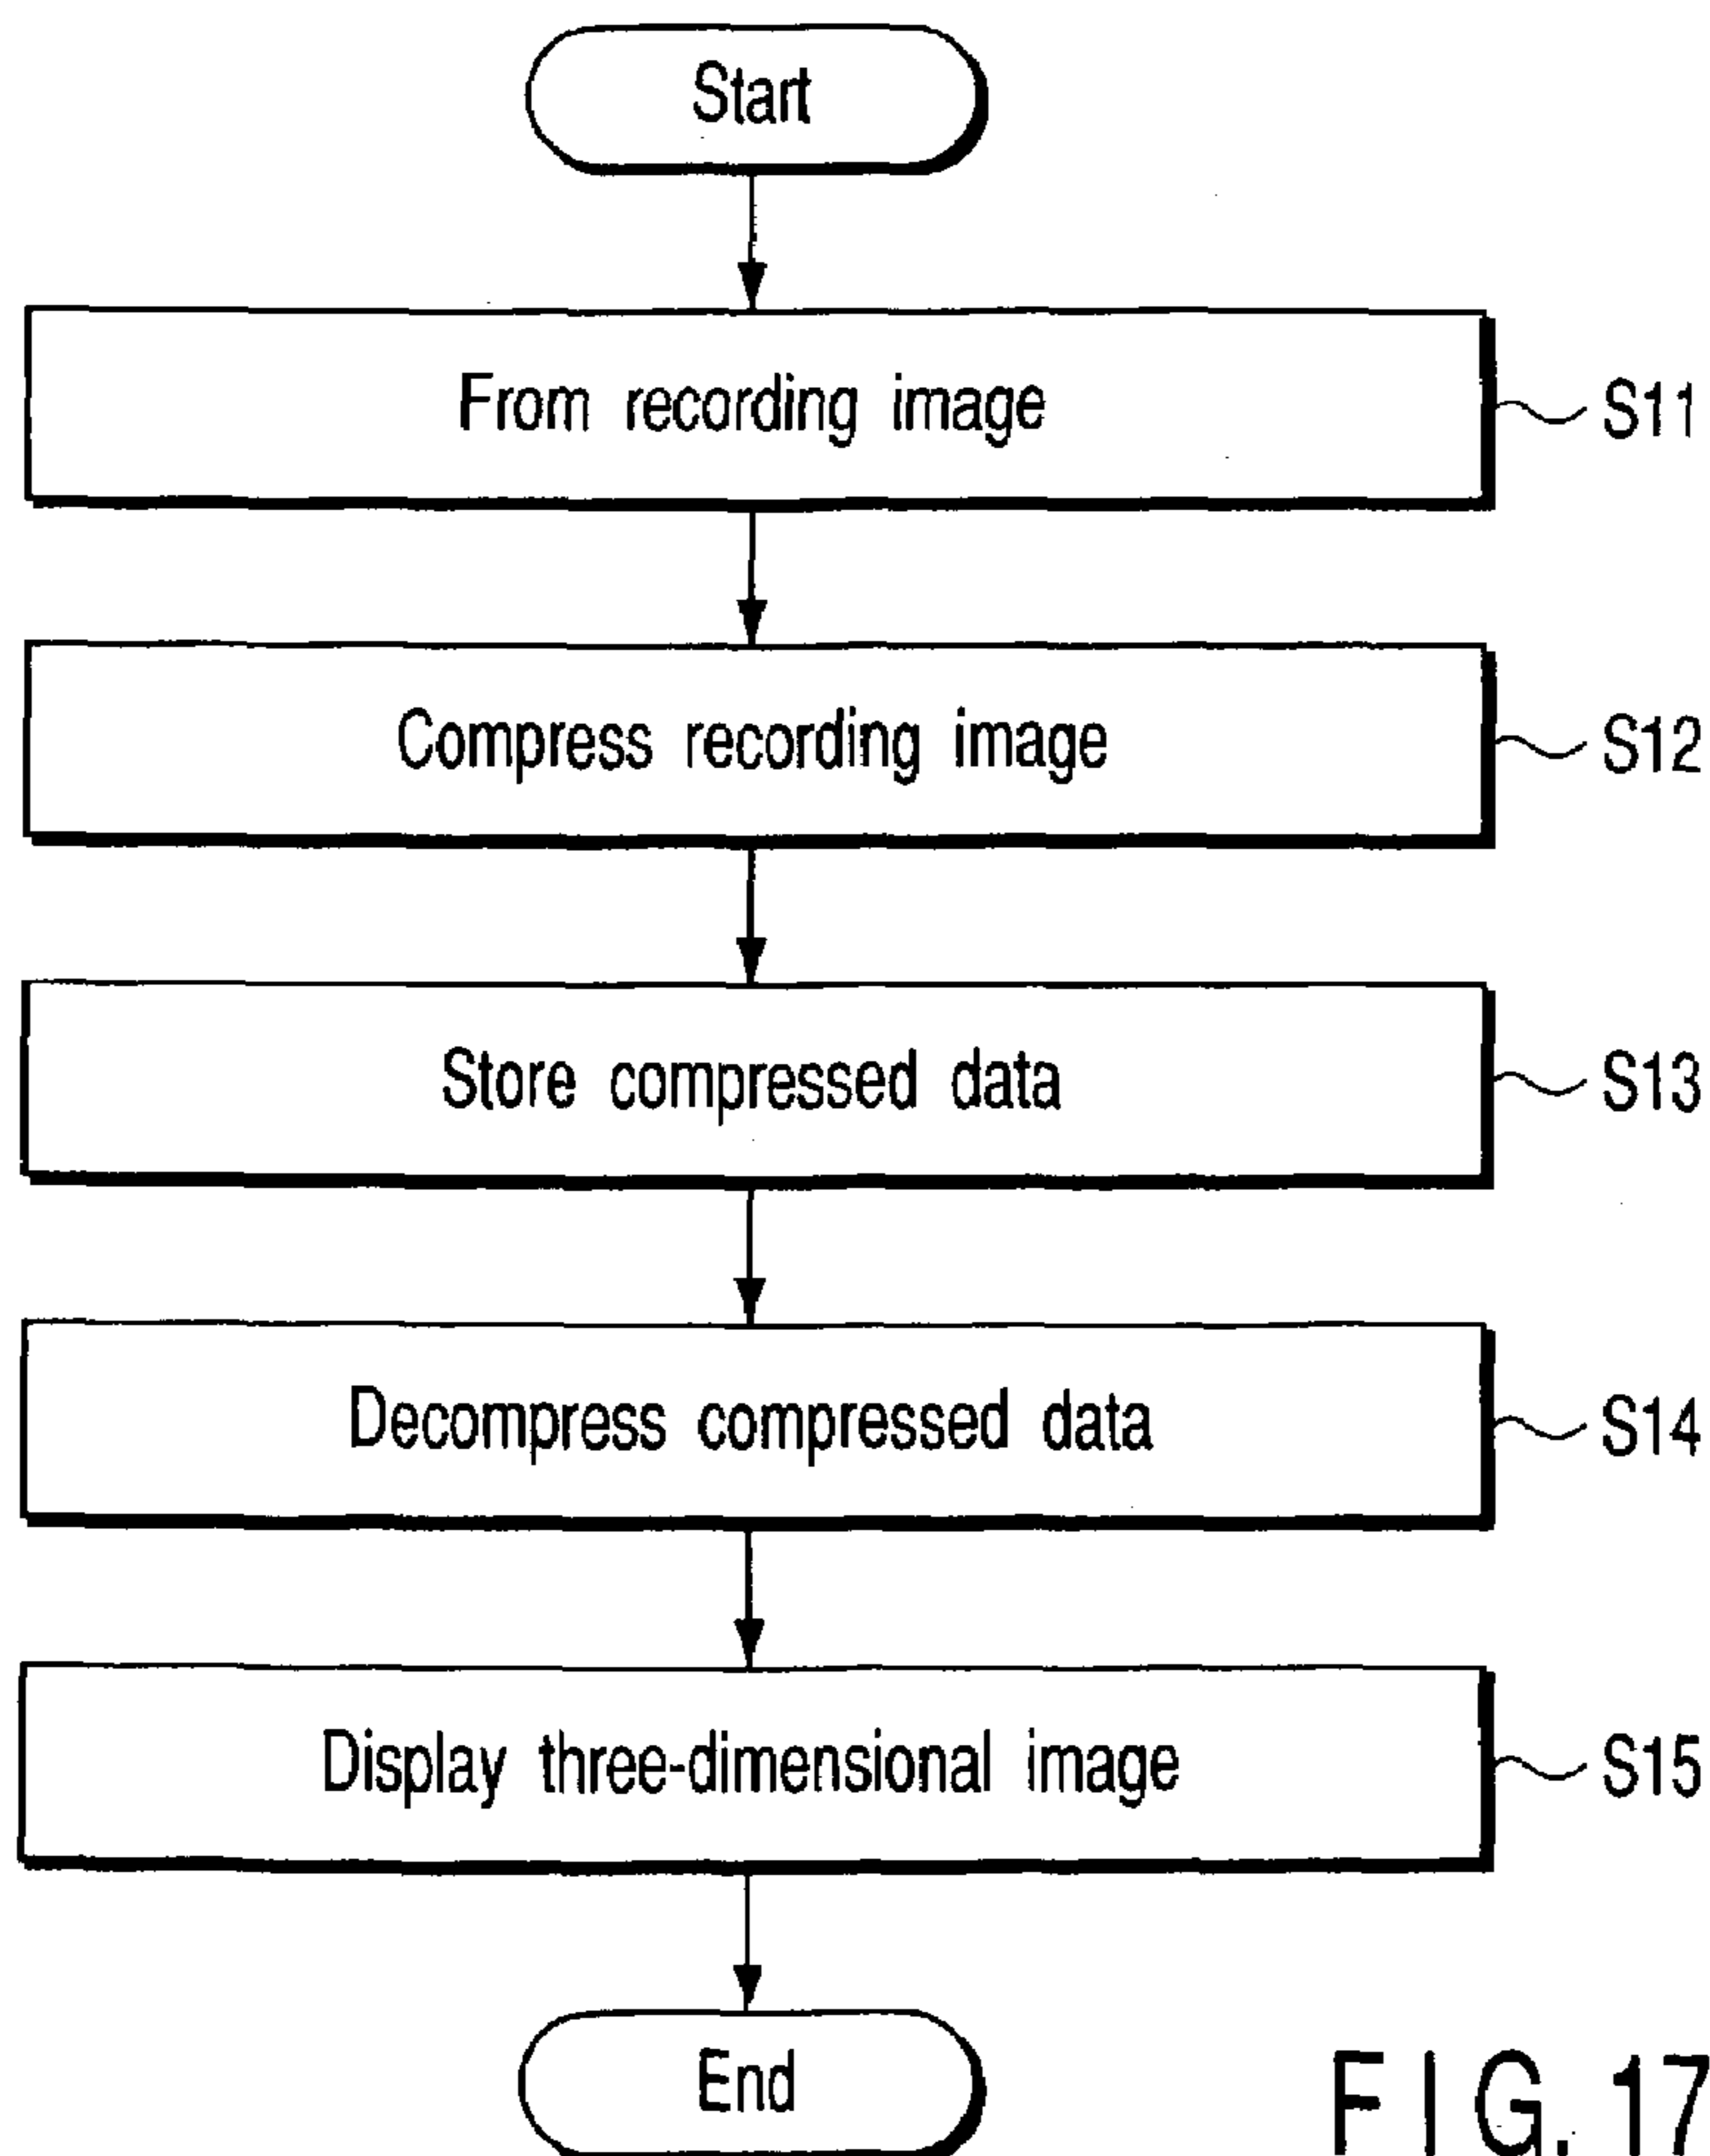 Start
From recording image
S11
Compress recording image
S12
Store compressed data
S13
Decompress compressed data
S14
Display three-dimensional image
S15
End
FIG. 17